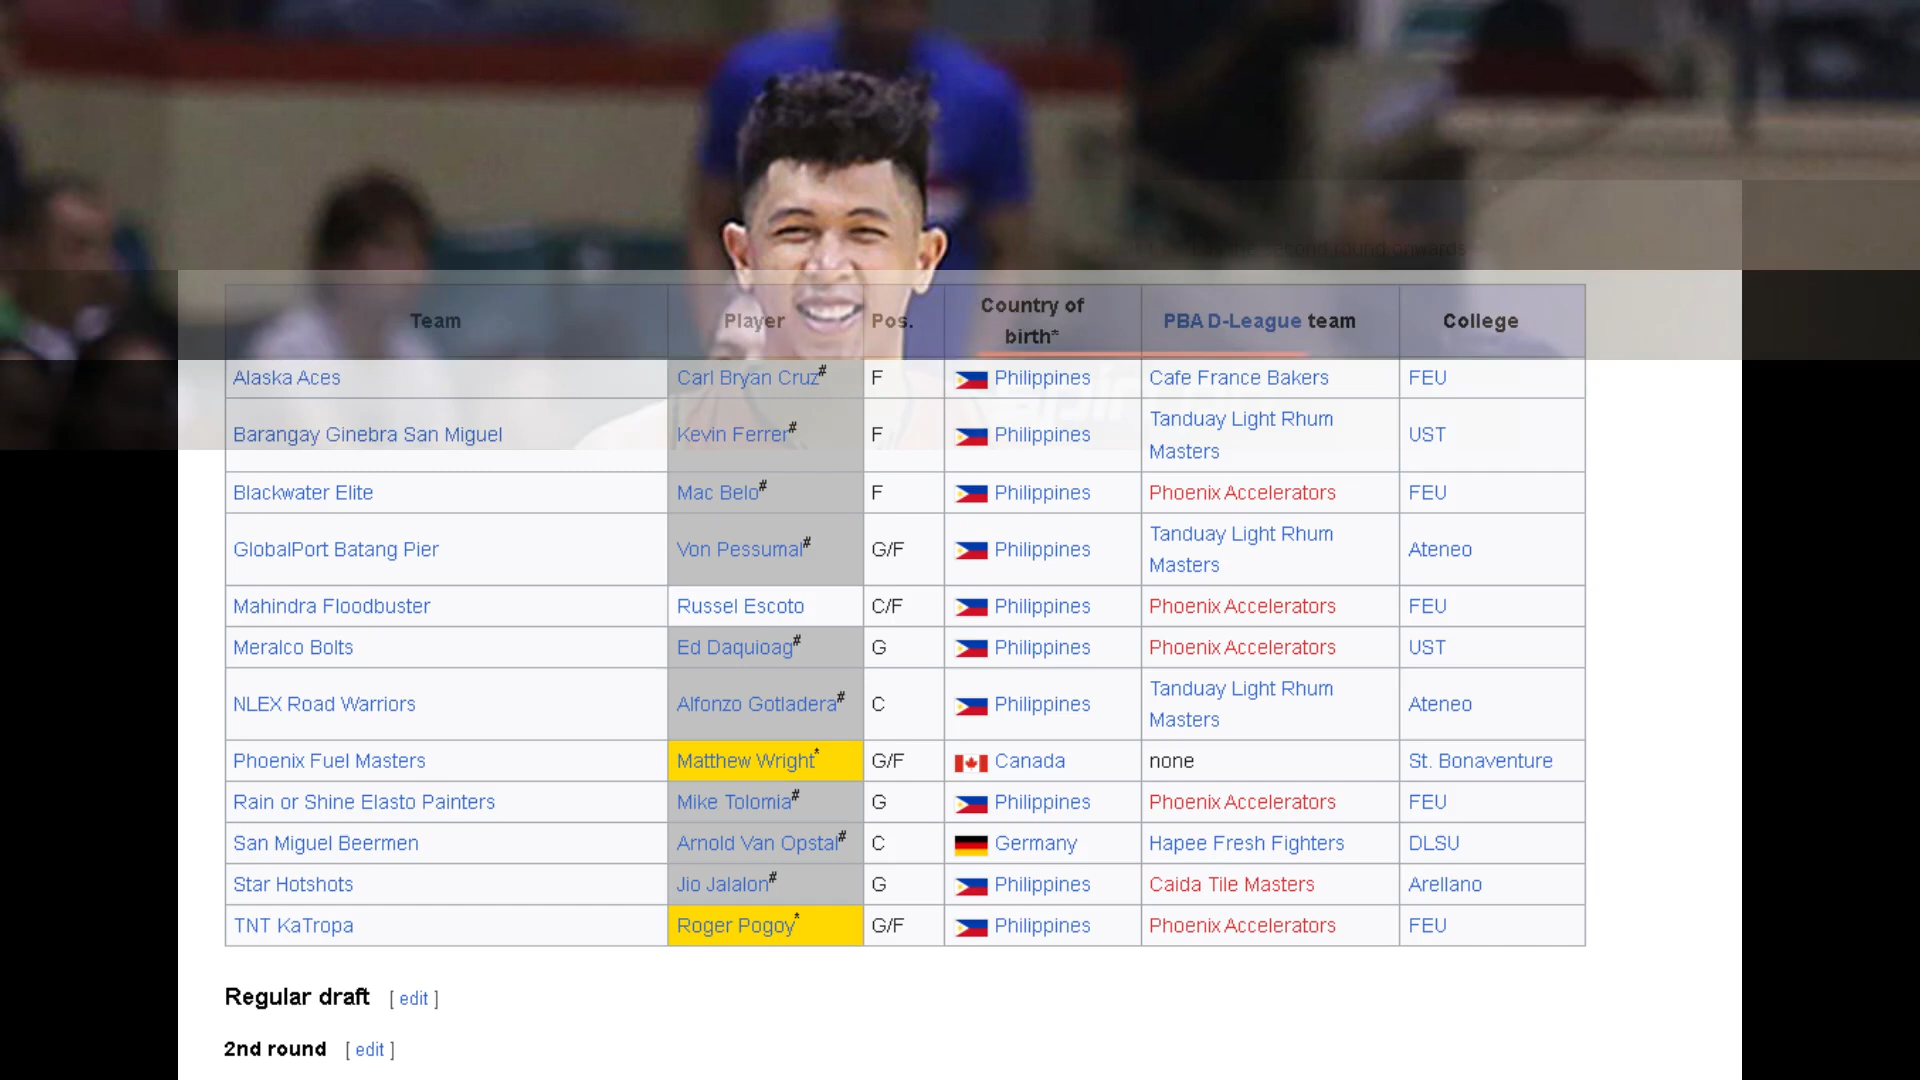 second round onwards
Team Player Pos. Country of birth* PBA D-League team College
Alaska Aces Carl Bryan Cruz# F Philippines Cafe France Bakers FEU
Barangay Ginebra San Miguel Kevin Ferrer# F Philippines Tanduay Light Rhum Masters UST
Blackwater Elite Mac Belo# F Philippines Phoenix Accelerators FEU
GlobalPort Batang Pier Von Pessumal# G/F Philippines Tanduay Light Rhum Masters Ateneo
Mahindra Floodbuster Russel Escoto C/F Philippines Phoenix Accelerators FEU
Meralco Bolts Ed Daquioag# G Philippines Phoenix Accelerators UST
NLEX Road Warriors Alfonzo Gotladera# C Philippines Tanduay Light Rhum Masters Ateneo
Phoenix Fuel Masters Matthew Wright* G/F Canada none St. Bonaventure
Rain or Shine Elasto Painters Mike Tolomia# G Philippines Phoenix Accelerators FEU
San Miguel Beermen Arnold Van Opstal# C Germany Hapee Fresh Fighters DLSU
Star Hotshots Jio Jalalon# G Philippines Caida Tile Masters Arellano
TNT KaTropa Roger Pogoy* G/F Philippines Phoenix Accelerators FEU
Regular draft [ edit ]
2nd round [ edit ]